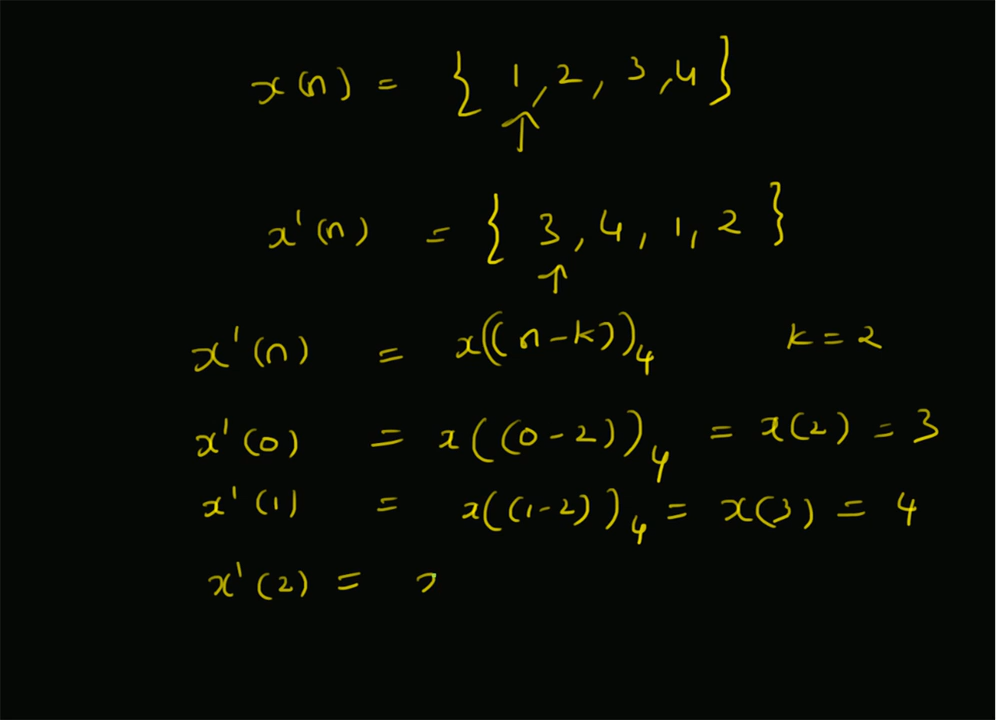 x(n) = { 1, 2, 3, 4 }
↑
x'(n) = { 3, 4, 1, 2 }
↑
x'(n) = x((n-k))₄ k = 2
x'(0) = x((0-2))₄ = x(2) = 3
x'(1) = x((1-2))₄ = x(3) = 4
x'(2) =